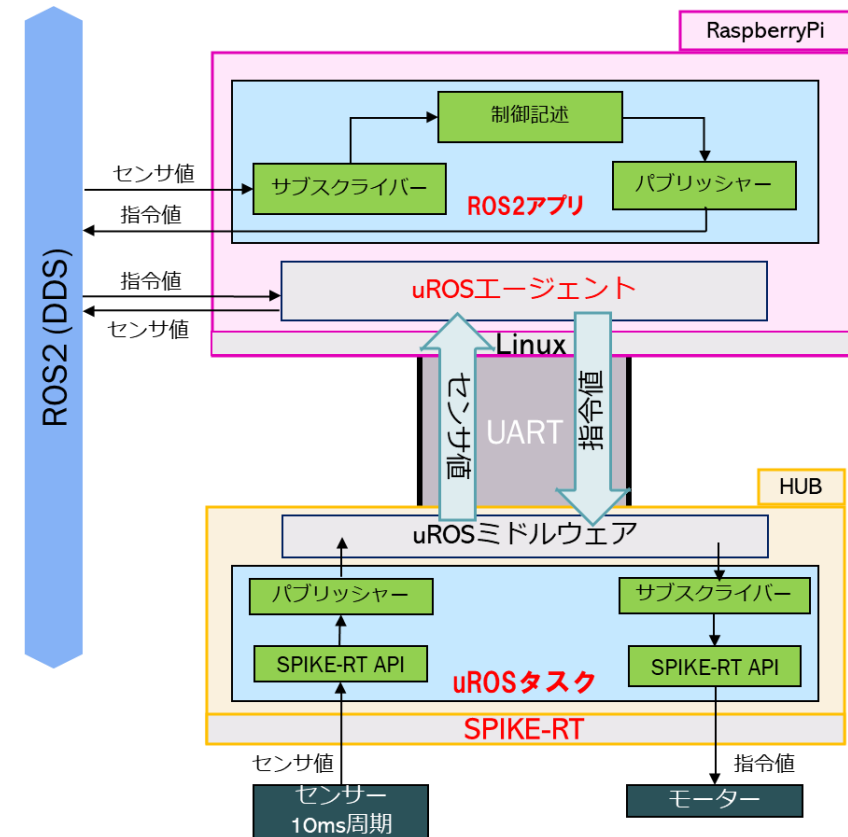 RaspberryPi
制御記述
サブスクライバー
パブリッシャー
ROS2アプリ
センサ値
指令値
ROS2 (DDS)
指令値
センサ値
uROSエージェント
Linux
センサ値
UART
指令値
HUB
uROSミドルウェア
パブリッシャー
サブスクライバー
SPIKE-RT API
SPIKE-RT API
uROSタスク
SPIKE-RT
センサ値
指令値
センサー
10ms周期
モーター